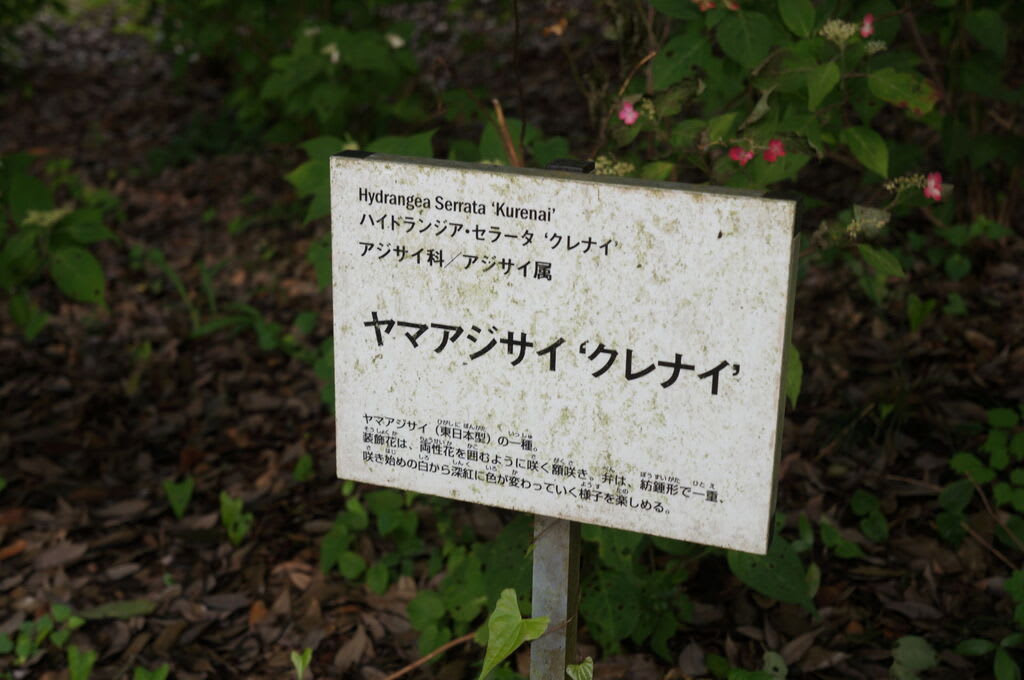 Hydrangea Serrata ‘Kurenai’
ハイドランジア・セラータ ‘クレナイ’
アジサイ科／アジサイ属
ヤマアジサイ ‘クレナイ’
ヤマアジサイ（東日本型）の一種。
装飾花は、両性花を囲むように咲く額咲き。弁は、紡錘形で一重、
咲き始めの白から深紅に色が変わっていく様子を楽しめる。